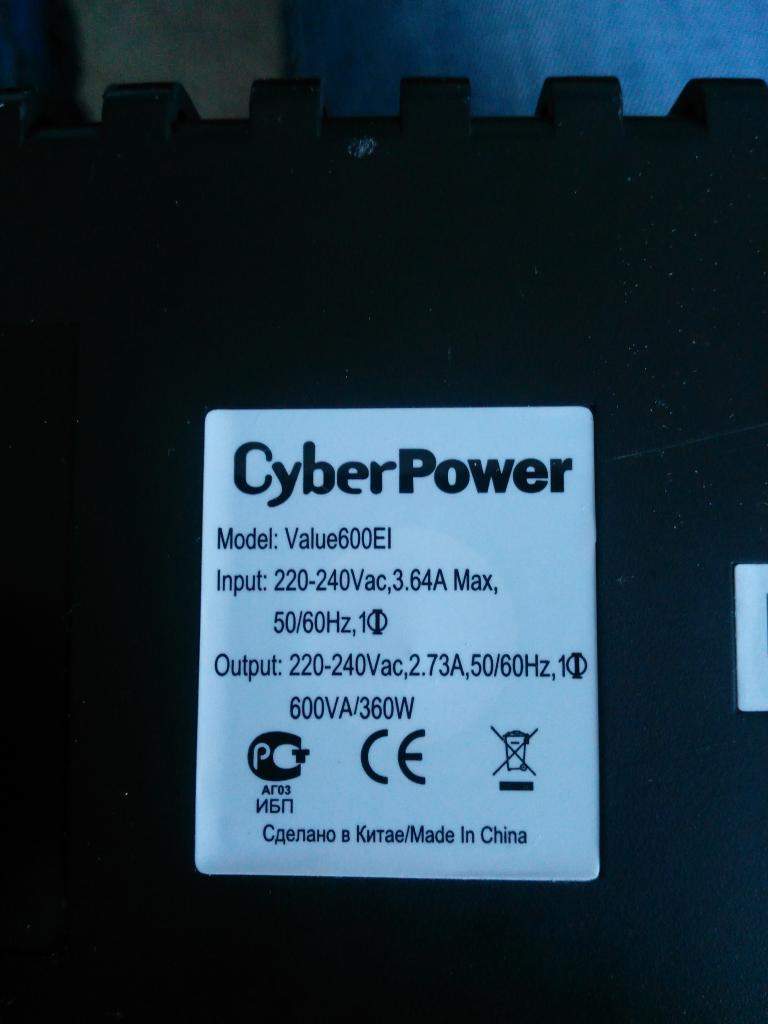 CyberPower
Model: Value600EI
Input: 220-240Vac,3.64A Max,
50/60Hz,1Φ
Output: 220-240Vac,2.73A,50/60Hz,1Φ
600VA/360W
РСТ CE
АГ03
ИБП
Сделано в Китае/Made In China